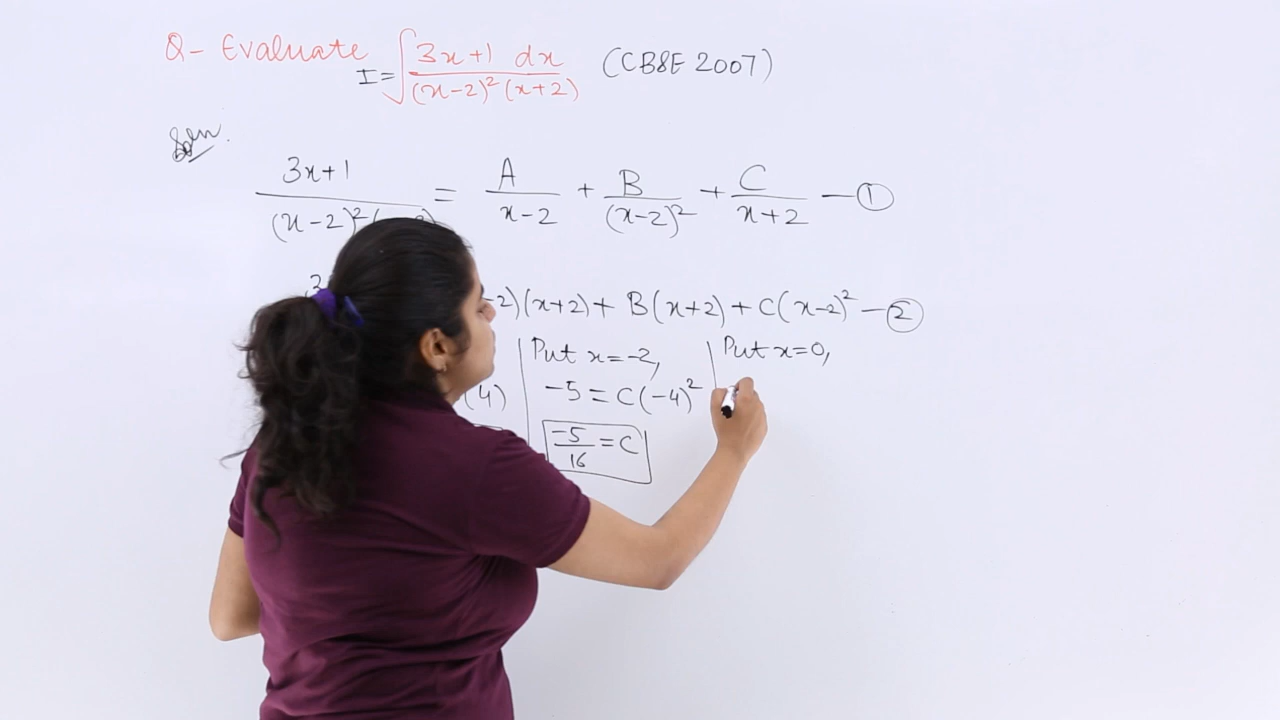 Q- Evaluate I = ∫ 3x+1 dx / (x-2)² (x+2) (CBSE 2007)
Soln.
3x+1 / (x-2)² = A / x-2 + B / (x-2)² + C / x+2 — ①
3 -2)(x+2) + B(x+2) + C(x-2)² — ②
Put x=-2, | Put x=0,
(4) | -5 = C(-4)²
-5/16 = C